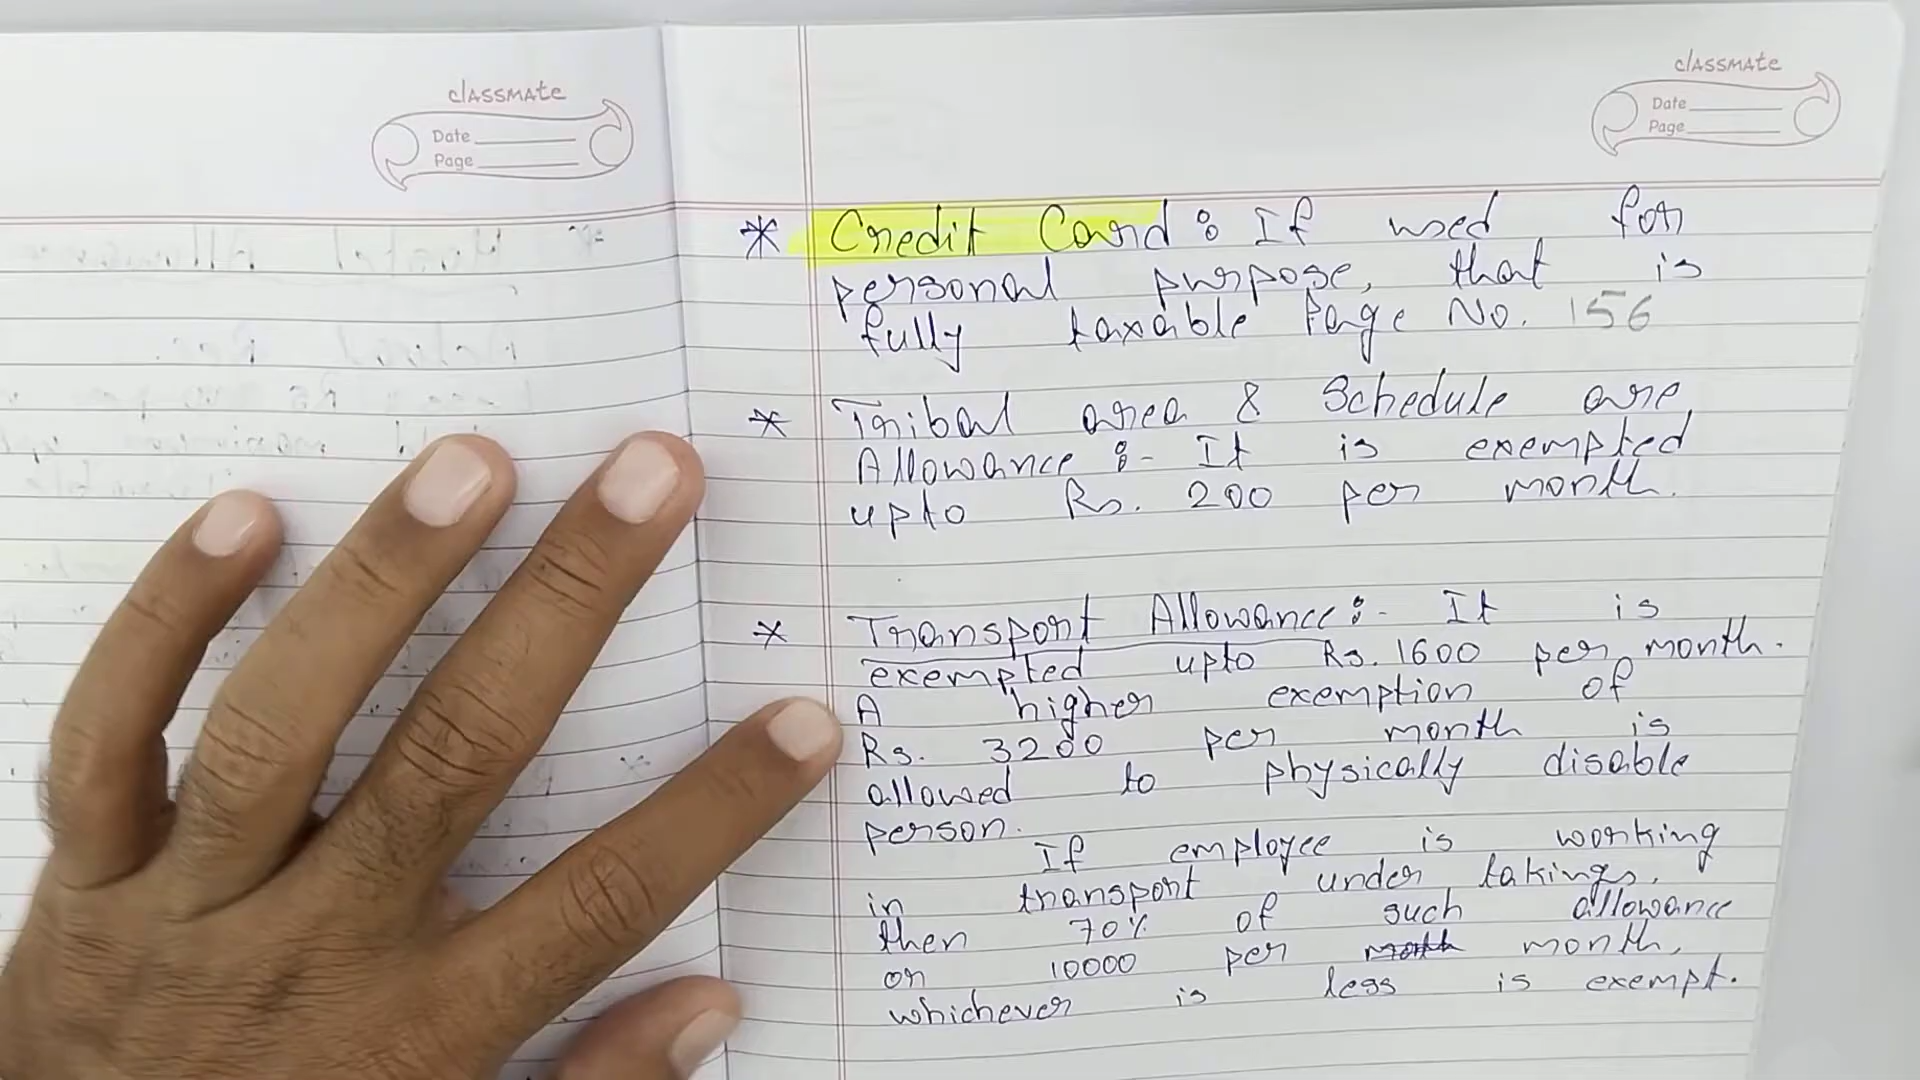 classmate
Date
Page
classmate
Date
Page
* Credit Card : If used for
personal purpose, that is
fully taxable Page No. 156
* Tribal area & Schedule are
Allowance :- It is exempted
upto Rs. 200 per month.
* Transport Allowance :- It is
exempted upto Rs. 1600 per month.
A higher exemption of
Rs. 3200 per month is
allowed to physically disable
person.
If employee is working
in transport of under takings,
then 70% of such allowance
or 10000 per month,
whichever is less is exempt.